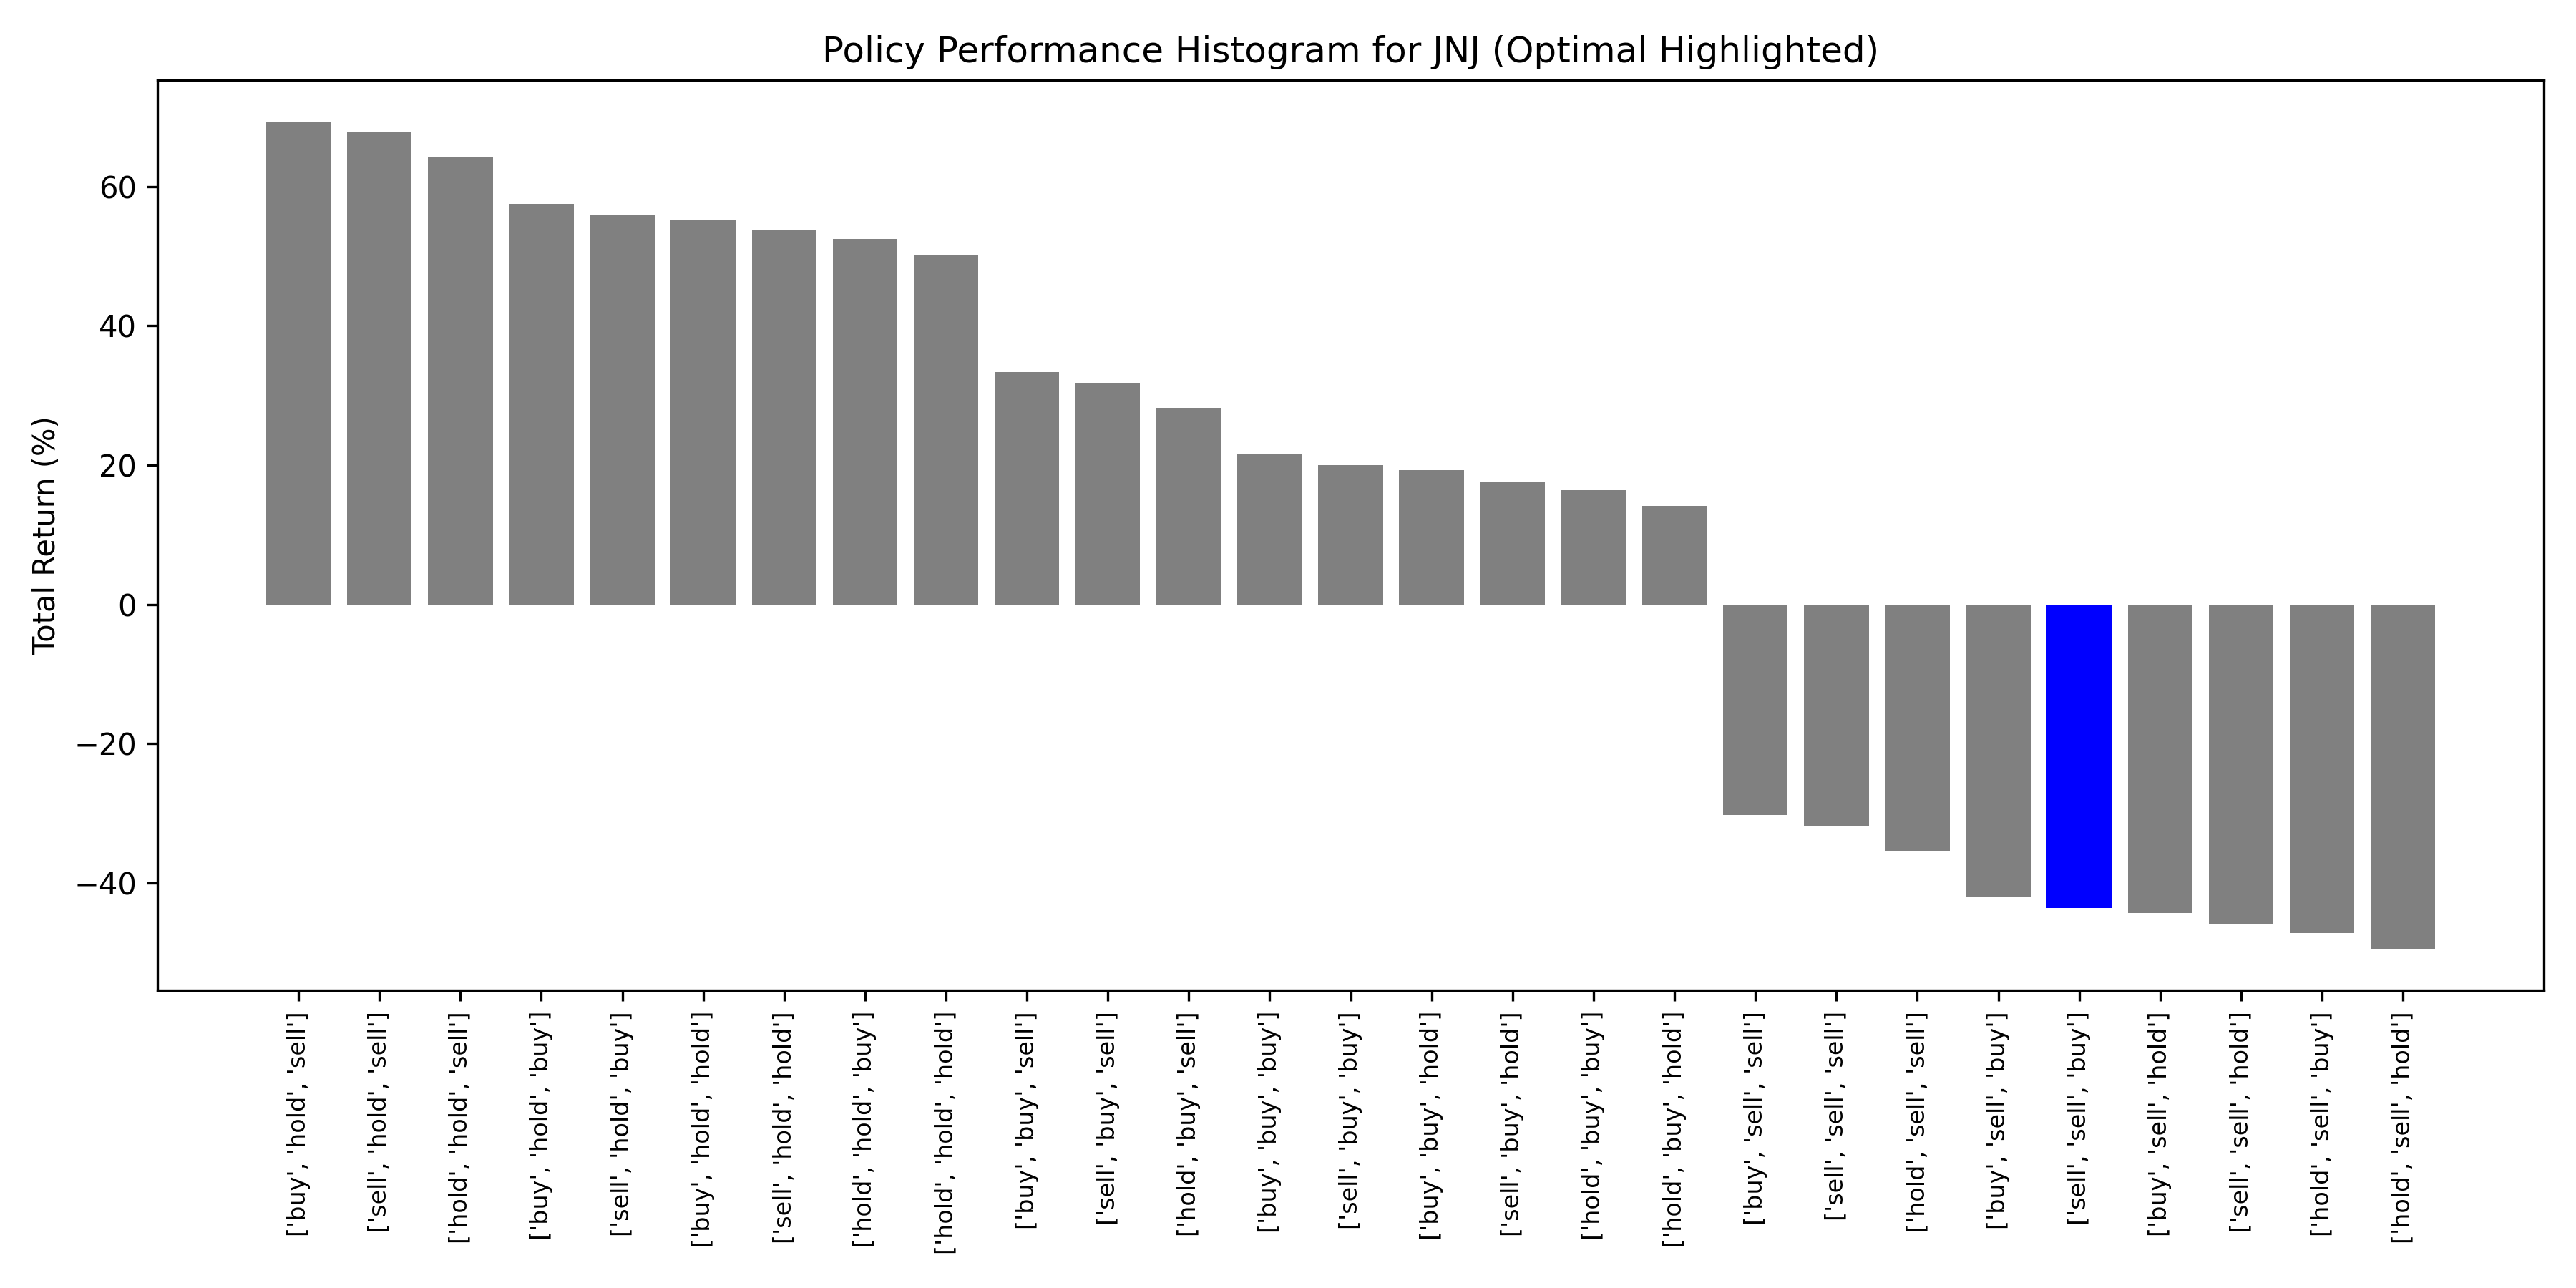 Policy Performance Histogram for JNJ (Optimal Highlighted)
Total Return (%)
60
40
20
0
−20
−40
['buy', 'hold', 'sell']
['sell', 'hold', 'sell']
['hold', 'hold', 'sell']
['buy', 'hold', 'buy']
['sell', 'hold', 'buy']
['buy', 'hold', 'hold']
['sell', 'hold', 'hold']
['hold', 'hold', 'buy']
['hold', 'hold', 'hold']
['buy', 'buy', 'sell']
['sell', 'buy', 'sell']
['hold', 'buy', 'sell']
['buy', 'buy', 'buy']
['sell', 'buy', 'buy']
['buy', 'buy', 'hold']
['sell', 'buy', 'hold']
['hold', 'buy', 'buy']
['hold', 'buy', 'hold']
['buy', 'sell', 'sell']
['sell', 'sell', 'sell']
['hold', 'sell', 'sell']
['buy', 'sell', 'buy']
['sell', 'sell', 'buy']
['buy', 'sell', 'hold']
['sell', 'sell', 'hold']
['hold', 'sell', 'buy']
['hold', 'sell', 'hold']